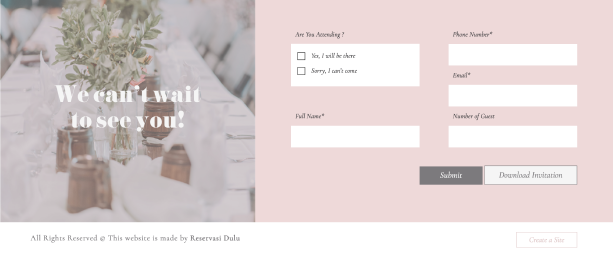 We can't wait
to see you!
Are You Attending ?
Yes, I will be there
Sorry, I can't come
Full Name*
Phone Number*
Email*
Number of Guest
Submit
Download Invitation
All Rights Reserved @ This website is made by Reservasi Dulu
Create a Site